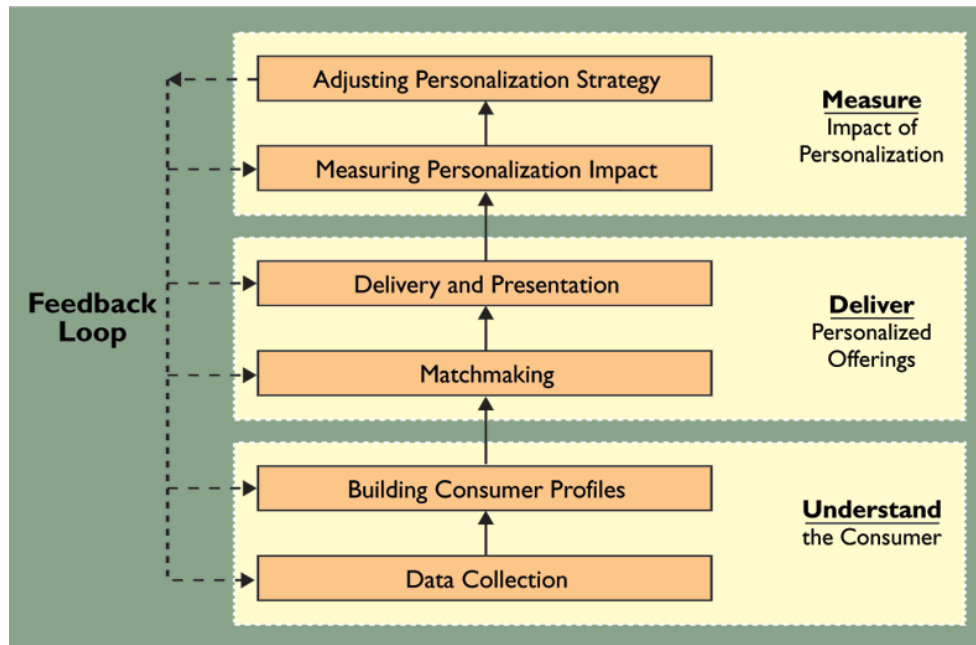 Adjusting Personalization Strategy
Measure
Impact of
Personalization
Measuring Personalization Impact
Feedback
Loop
Delivery and Presentation
Deliver
Personalized
Offerings
Matchmaking
Building Consumer Profiles
Understand
the Consumer
Data Collection